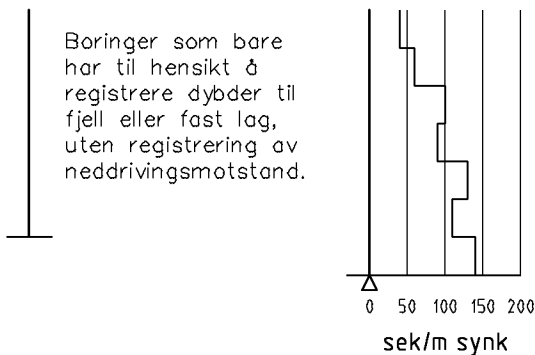 Boringer som bare
har til hensikt å
registrere dybder til
fjell eller fast lag,
uten registrering av
neddrivingsmotstand.
0 50 100 150 200
sek/m synk